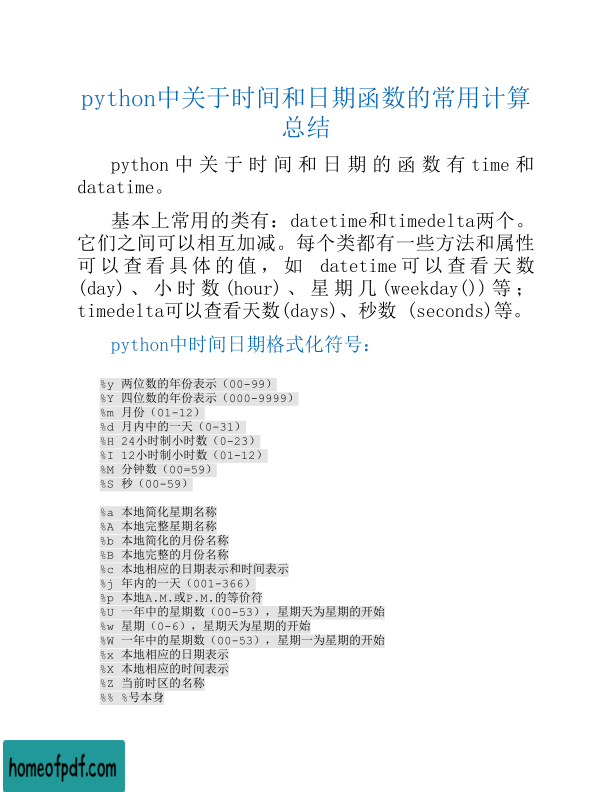 python中关于时间和日期函数的常用计算
总结
python中关于时间和日期的函数有time和
datatime。
基本上常用的类有：datetime和timedelta两个。
它们之间可以相互加减。每个类都有一些方法和属性
可以查看具体的值，如 datetime可以查看天数
(day)、小时数(hour)、星期几(weekday())等；
timedelta可以查看天数(days)、秒数 (seconds)等。
python中时间日期格式化符号：
%y 两位数的年份表示（00-99）
%Y 四位数的年份表示（000-9999）
%m 月份（01-12）
%d 月内中的一天（0-31）
%H 24小时制小时数（0-23）
%I 12小时制小时数（01-12）
%M 分钟数（00=59）
%S 秒（00-59）
%a 本地简化星期名称
%A 本地完整星期名称
%b 本地简化的月份名称
%B 本地完整的月份名称
%c 本地相应的日期表示和时间表示
%j 年内的一天（001-366）
%p 本地A.M.或P.M.的等价符
%U 一年中的星期数（00-53），星期天为星期的开始
%w 星期（0-6），星期天为星期的开始
%W 一年中的星期数（00-53），星期一为星期的开始
%x 本地相应的日期表示
%X 本地相应的时间表示
%Z 当前时区的名称
%% %号本身
homeofpdf.com